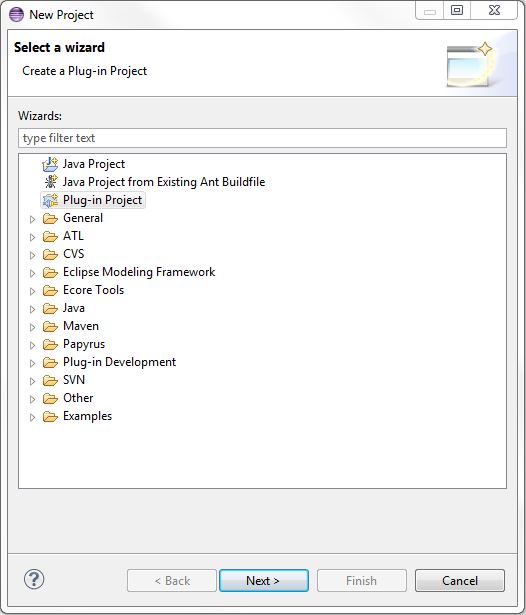 New Project
Select a wizard
Create a Plug-in Project
Wizards:
type filter text
Java Project
Java Project from Existing Ant Buildfile
Plug-in Project
General
ATL
CVS
Eclipse Modeling Framework
Ecore Tools
Java
Maven
Papyrus
Plug-in Development
SVN
Other
Examples
? < Back Next > Finish Cancel